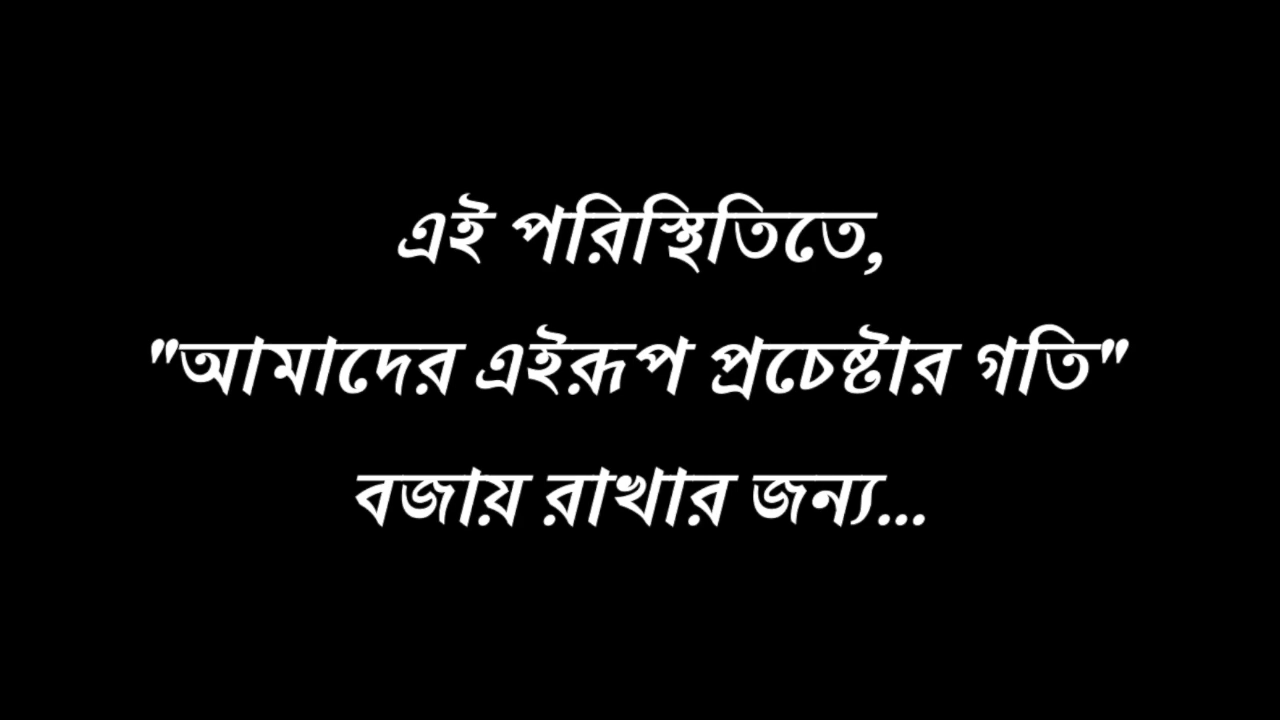 এই পরিস্থিতিতে,
"আমাদের এইরূপ প্রচেষ্টার গতি"
বজায় রাখার জন্য...